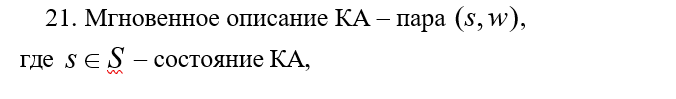 21. Мгновенное описание КА – пара (s, w),
где s ∈ S – состояние КА,